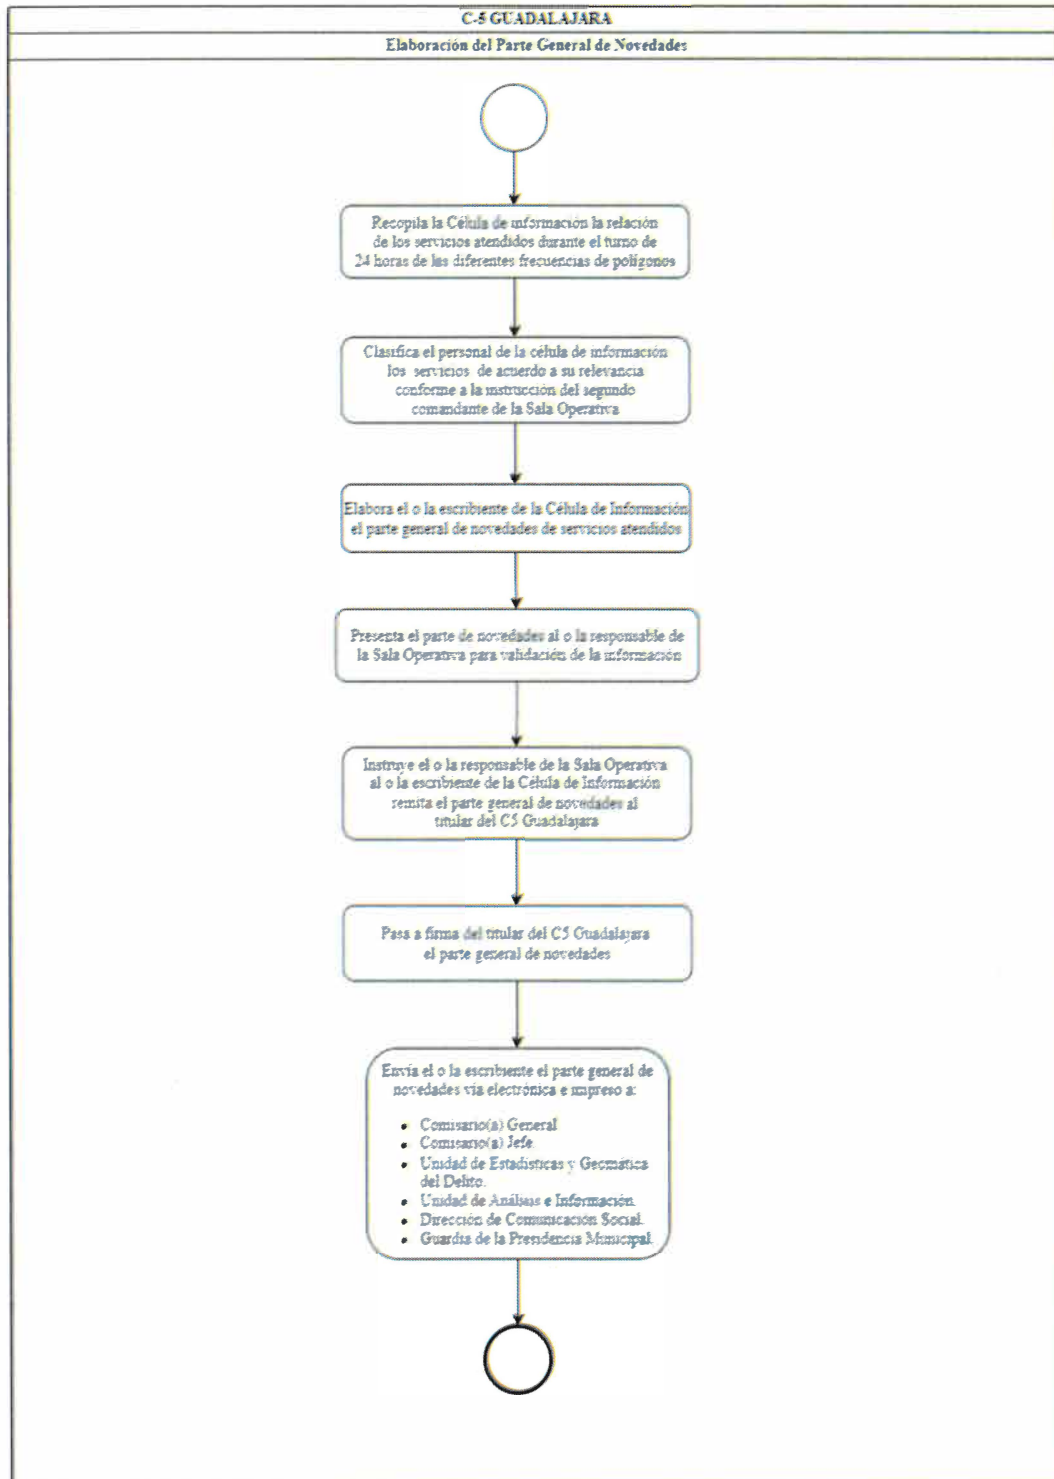 C-5 GUADALAJARA
Elaboración del Parte General de Novedades
Recopila la Célula de información la relación
de los servicios atendidos durante el turno de
24 horas de las diferentes frecuencias de polígonos
Clasifica el personal de la célula de información
los servicios de acuerdo a su relevancia
conforme a la instrucción del segundo
comandante de la Sala Operativa
Elabora el o la escribiente de la Célula de Información
el parte general de novedades de servicios atendidos
Presenta el parte de novedades al o la responsable de
la Sala Operativa para validación de la información
Instruye el o la responsable de la Sala Operativa
al o la escribiente de la Célula de Información
remita el parte general de novedades al
titular del C5 Guadalajara
Pasa a firma del titular del C5 Guadalajara
el parte general de novedades
Envía el o la escribiente el parte general de
novedades vía electrónica e impreso a:
• Comisario(a) General
• Comisario(a) Jefe
• Unidad de Estadísticas y Geomática
del Delito.
• Unidad de Análisis e Información.
• Dirección de Comunicación Social.
• Guardia de la Presidencia Municipal.